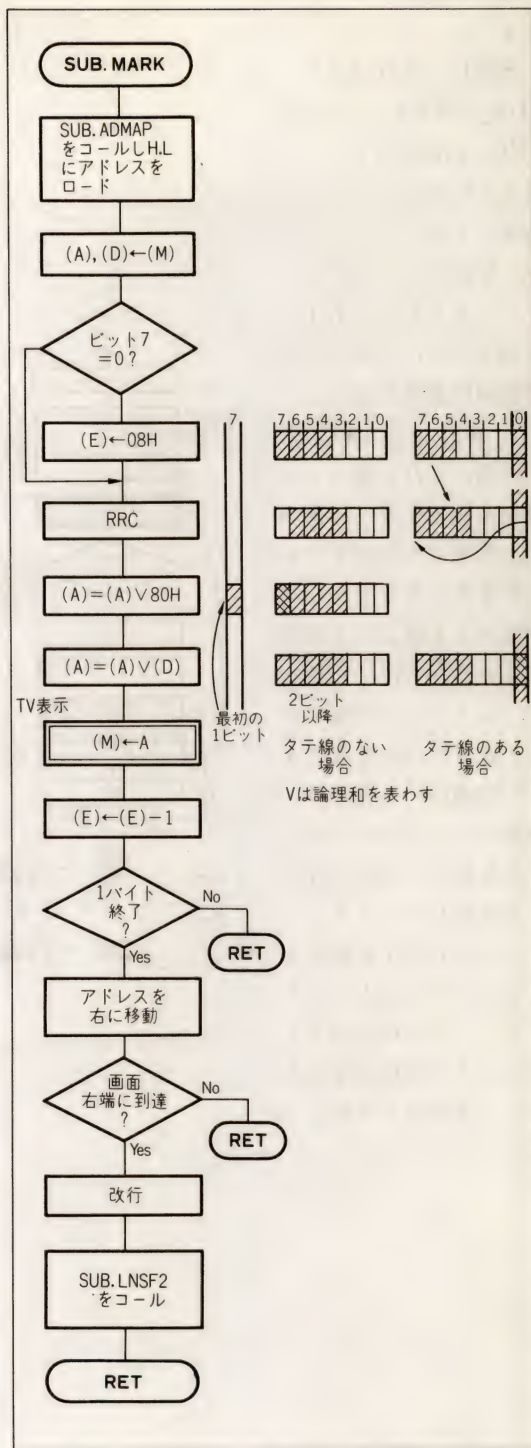 SUB. MARK
SUB. ADMAP
をコールしH.L
にアドレスを
ロード
(A), (D)←(M)
ビット7
=0?
(E)←08H
RRC
(A)=(A)∨80H
(A)=(A)∨(D)
TV表示
(M)←A
(E)←(E)−1
1バイト
終了
?
No
RET
Yes
アドレスを
右に移動
画面
右端に到達
?
No
RET
Yes
改行
SUB. LNSF2
をコール
RET
7
7 6 5 4 3 2 1 0
7 6 5 4 3 2 1 0
最初の
1ビット
2ビット
以降
タテ線のない
場合
タテ線のある
場合
Vは論理和を表わす